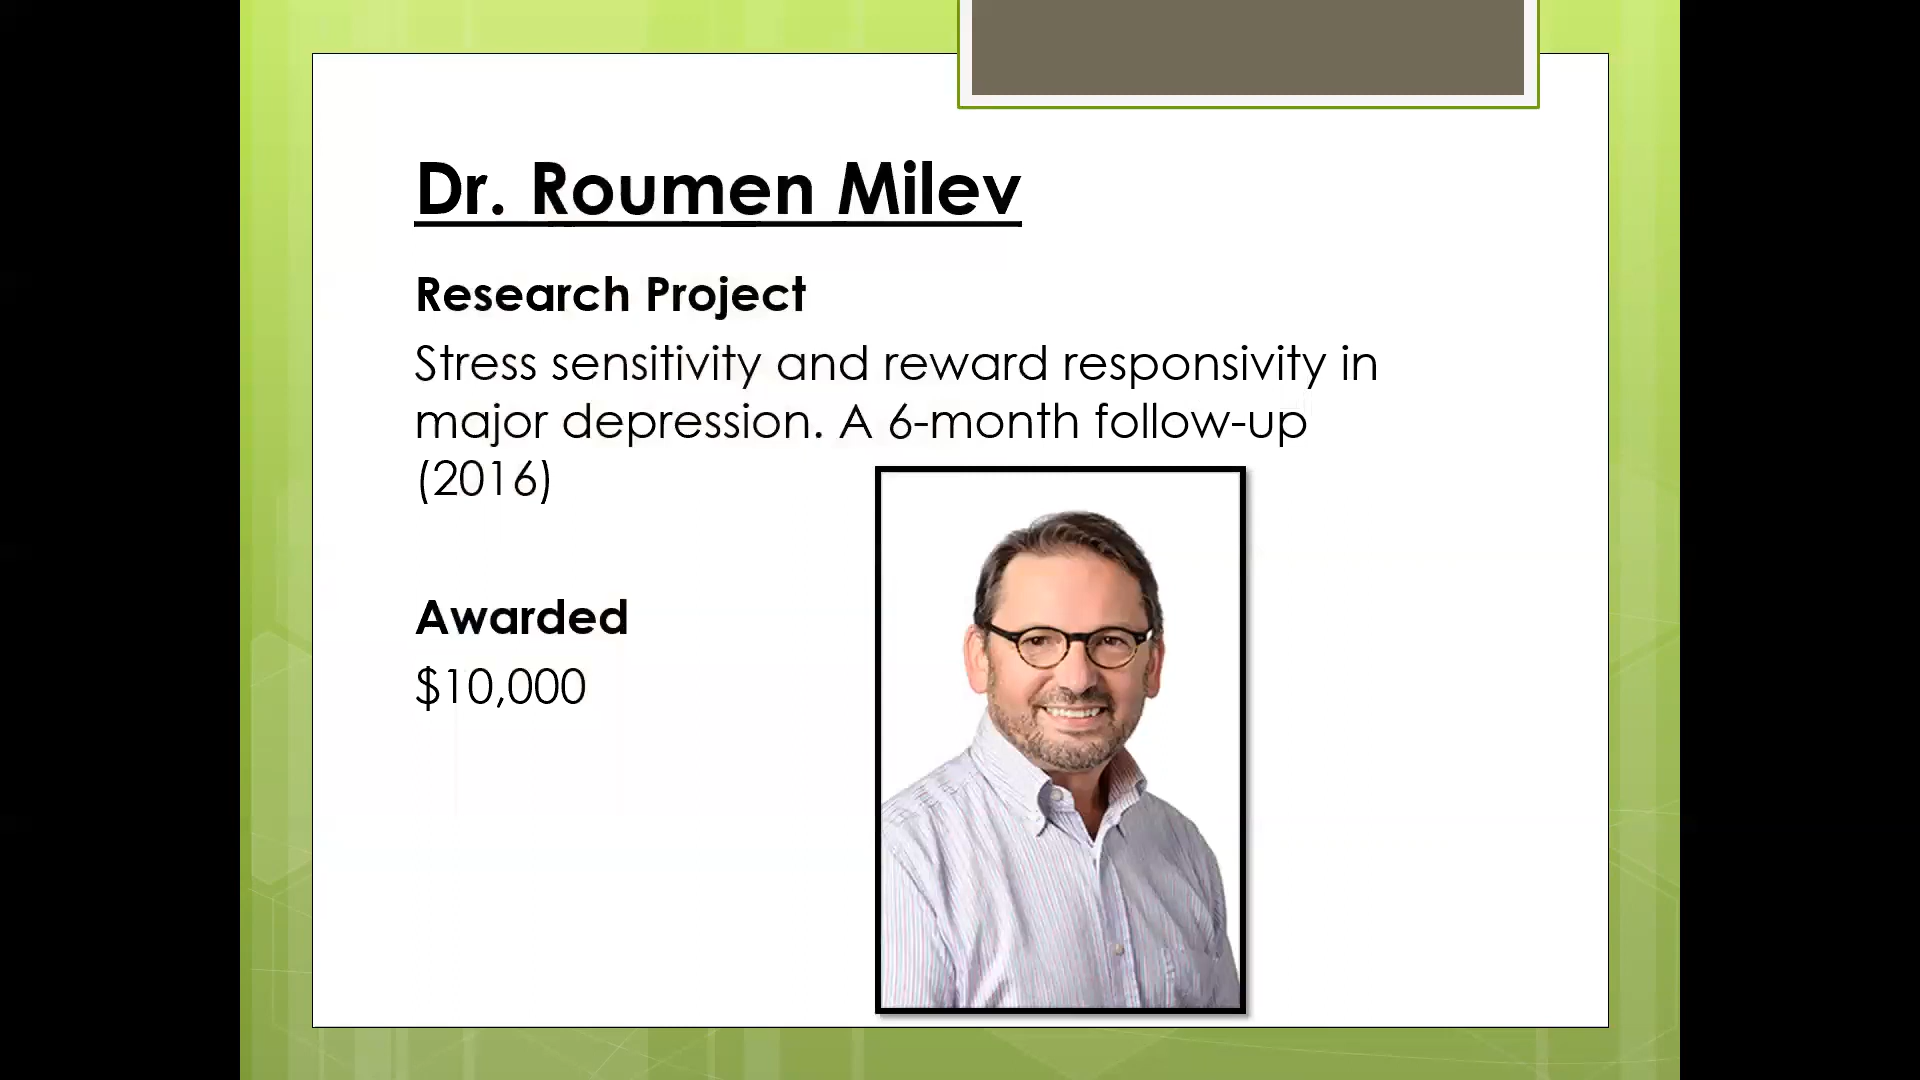 Dr. Roumen Milev
Research Project
Stress sensitivity and reward responsivity in
major depression. A 6-month follow-up
(2016)
Awarded
$10,000